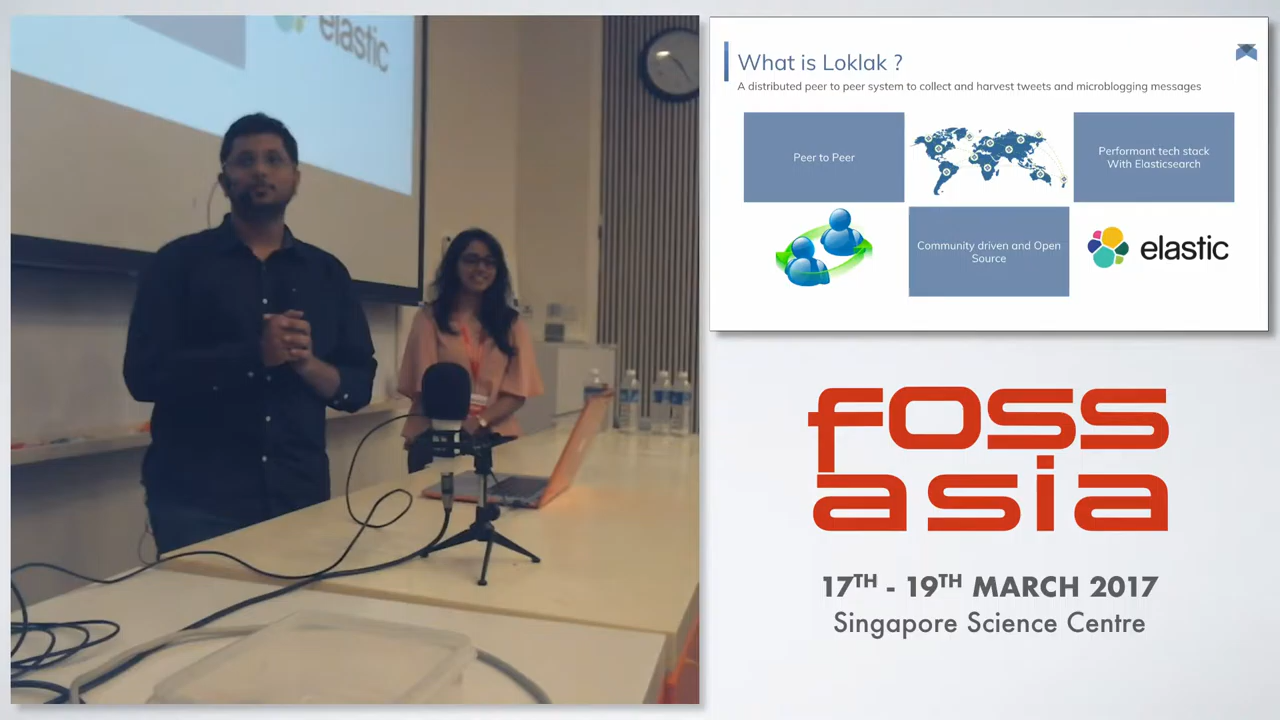 elastic
What is Loklak ?
A distributed peer to peer system to collect and harvest tweets and microblogging messages
Peer to Peer
Performant tech stack
With Elasticsearch
Community driven and Open
Source
elastic
foss
asia
17TH - 19TH MARCH 2017
Singapore Science Centre